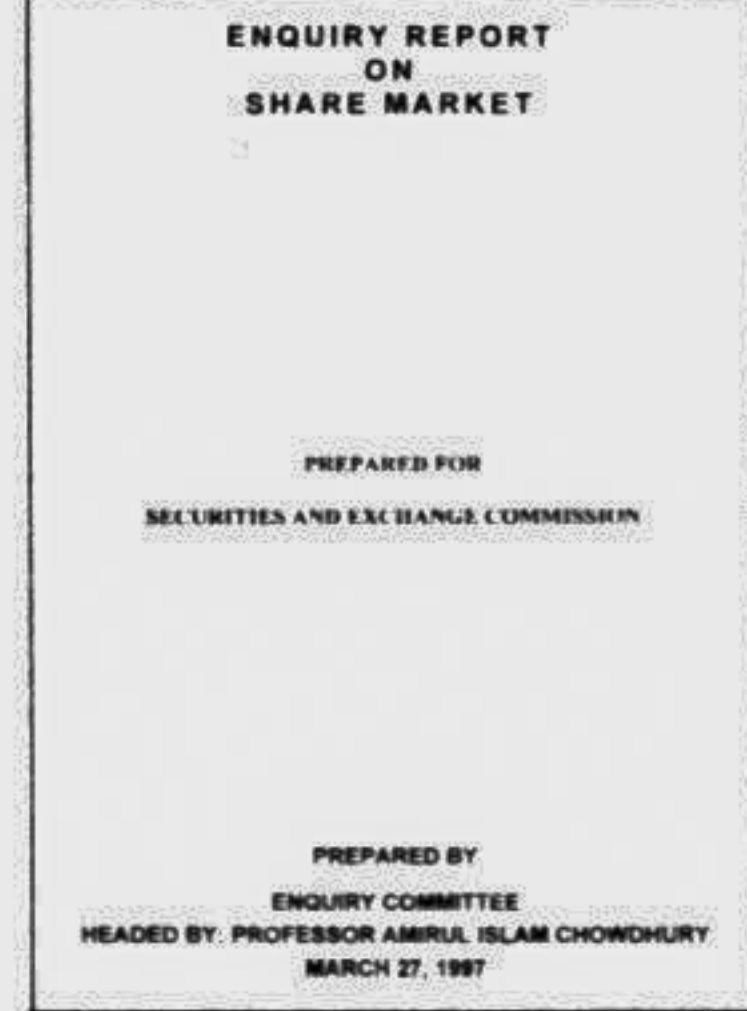 ENQUIRY REPORT
ON
SHARE MARKET
PREPARED FOR
SECURITIES AND EXCHANGE COMMISSION
PREPARED BY
ENQUIRY COMMITTEE
HEADED BY: PROFESSOR AMIRUL ISLAM CHOWDHURY
MARCH 27, 1997